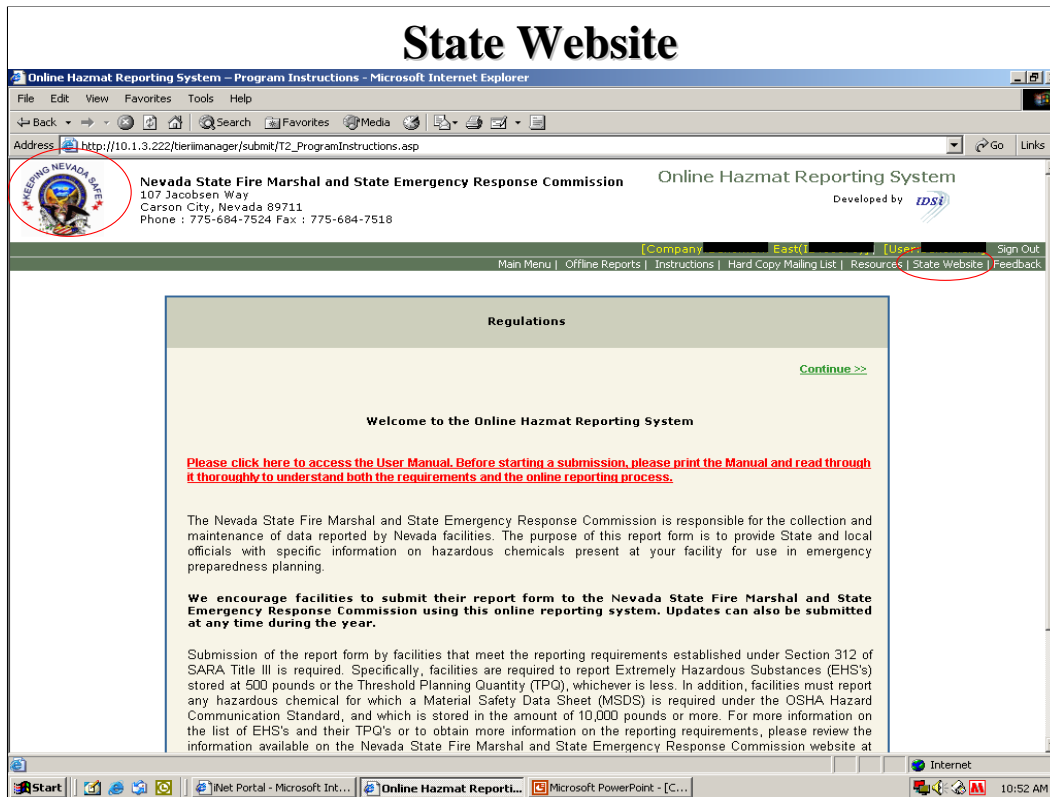 State Website
Online Hazmat Reporting System - Program Instructions - Microsoft Internet Explorer
File Edit View Favorites Tools Help
Back Search Favorites Media
Address http://10.1.3.222/tieriimanager/submit/T2_ProgramInstructions.asp Go Links
KEEPING NEVADA SAFE
Nevada State Fire Marshal and State Emergency Response Commission
107 Jacobsen Way
Carson City, Nevada 89711
Phone : 775-684-7524 Fax : 775-684-7518
Online Hazmat Reporting System
Developed by IDSi
[Company East(I [User: Sign Out
Main Menu | Offline Reports | Instructions | Hard Copy Mailing List | Resources | State Website | Feedback
Regulations
Continue >>
Welcome to the Online Hazmat Reporting System
Please click here to access the User Manual. Before starting a submission, please print the Manual and read through
it thoroughly to understand both the requirements and the online reporting process.
The Nevada State Fire Marshal and State Emergency Response Commission is responsible for the collection and
maintenance of data reported by Nevada facilities. The purpose of this report form is to provide State and local
officials with specific information on hazardous chemicals present at your facility for use in emergency
preparedness planning.
We encourage facilities to submit their report form to the Nevada State Fire Marshal and State
Emergency Response Commission using this online reporting system. Updates can also be submitted
at any time during the year.
Submission of the report form by facilities that meet the reporting requirements established under Section 312 of
SARA Title III is required. Specifically, facilities are required to report Extremely Hazardous Substances (EHS's)
stored at 500 pounds or the Threshold Planning Quantity (TPQ), whichever is less. In addition, facilities must report
any hazardous chemical for which a Material Safety Data Sheet (MSDS) is required under the OSHA Hazard
Communication Standard, and which is stored in the amount of 10,000 pounds or more. For more information on
the list of EHS's and their TPQ's or to obtain more information on the reporting requirements, please review the
information available on the Nevada State Fire Marshal and State Emergency Response Commission website at
Internet
Start iNet Portal - Microsoft Int... Online Hazmat Reporti... Microsoft PowerPoint - [C... 10:52 AM